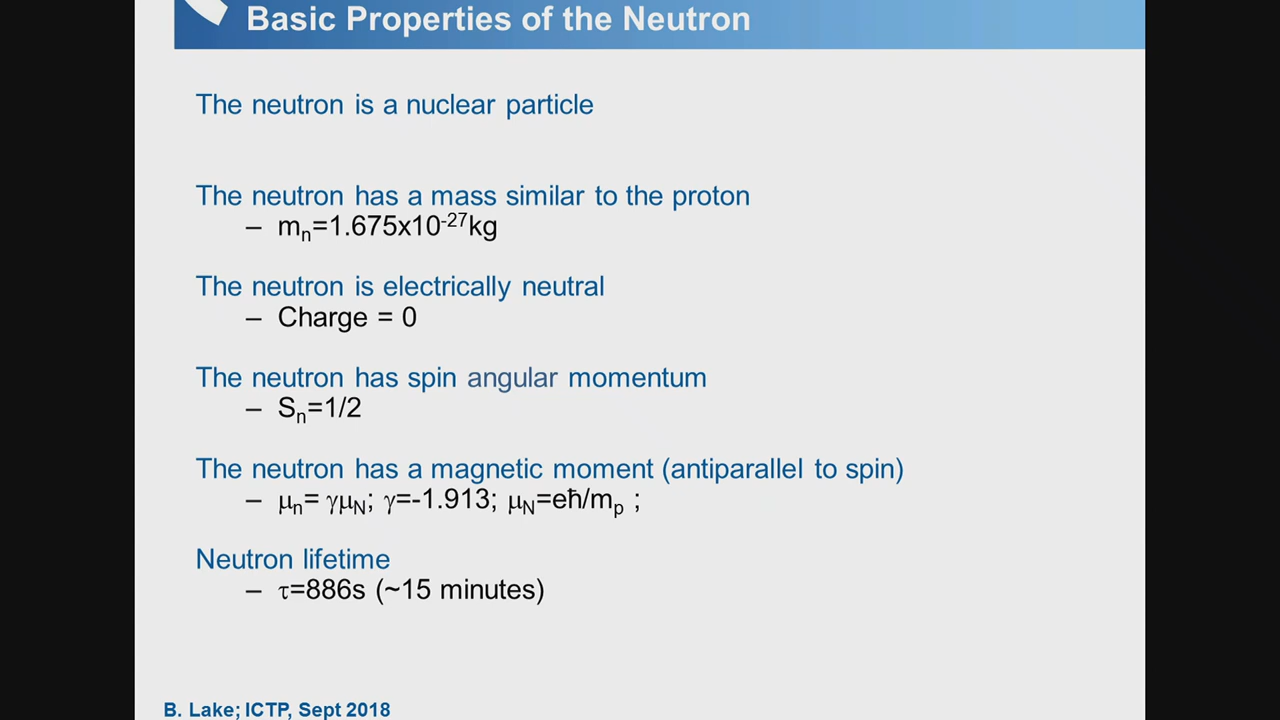 Basic Properties of the Neutron
The neutron is a nuclear particle
The neutron has a mass similar to the proton
– mₙ=1.675x10⁻²⁷kg
The neutron is electrically neutral
– Charge = 0
The neutron has spin angular momentum
– Sₙ=1/2
The neutron has a magnetic moment (antiparallel to spin)
– μₙ= γμ_N; γ=-1.913; μ_N=eħ/mₚ ;
Neutron lifetime
– τ=886s (~15 minutes)
B. Lake; ICTP, Sept 2018